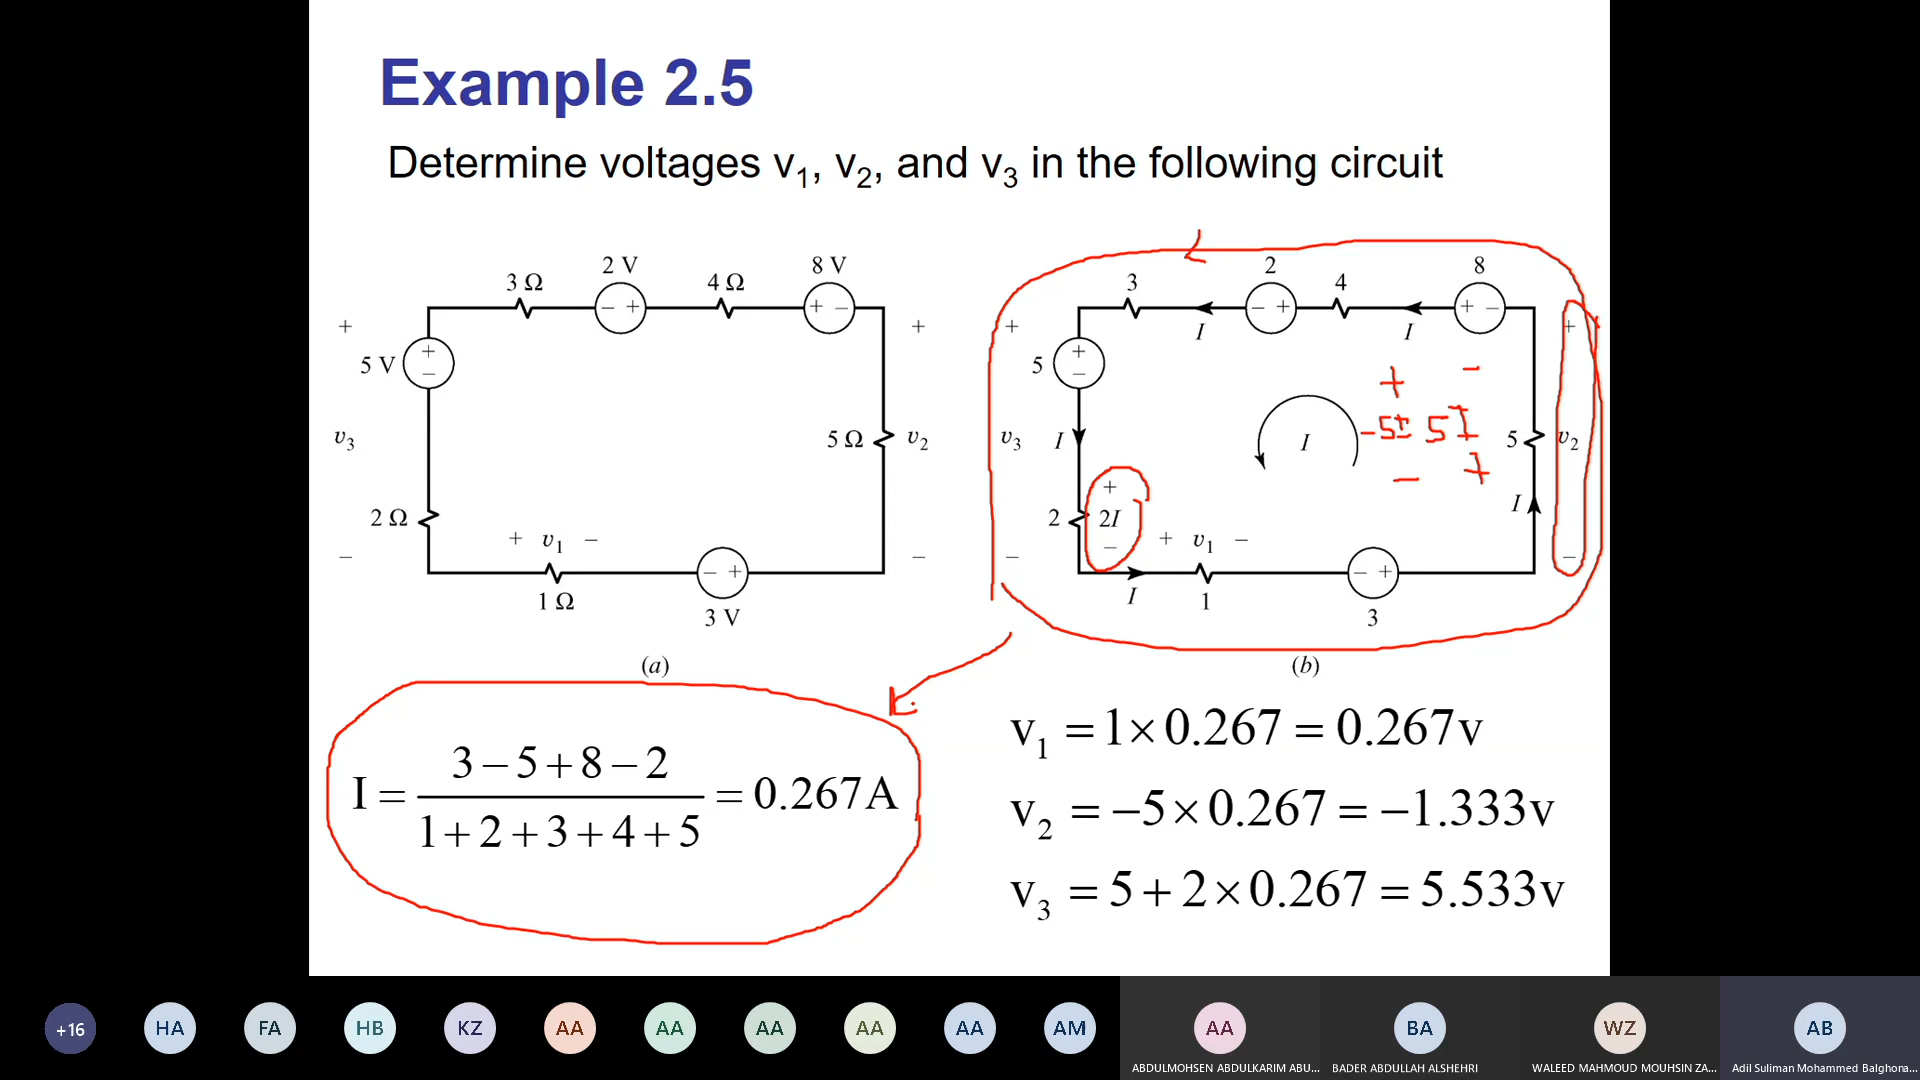 Example 2.5
Determine voltages v₁, v₂, and v₃ in the following circuit
3 Ω
2 V
− +
4 Ω
8 V
+ −
+
5 V
+
−
v₃
2 Ω
−
+ v₁ −
1 Ω
− +
3 V
5 Ω
+
v₂
−
(a)
3
I
2
− +
4
I
8
+ −
+
5
+
−
v₃
I
2
+
2I
−
−
I
+ v₁ −
1
− +
3
I
+ −
−5I 5I
− +
5
I
+
v₂
−
(b)
I = (3 − 5 + 8 − 2) / (1 + 2 + 3 + 4 + 5) = 0.267 A
v₁ = 1 × 0.267 = 0.267v
v₂ = −5 × 0.267 = −1.333v
v₃ = 5 + 2 × 0.267 = 5.533v
+16
HA
FA
HB
KZ
AA
AA
AA
AA
AA
AM
AA
ABDULMOHSEN ABDULKARIM ABU...
BA
BADER ABDULLAH ALSHEHRI
WZ
WALEED MAHMOUD MOUHSIN ZA...
AB
Adil Suliman Mohammed Balghona...